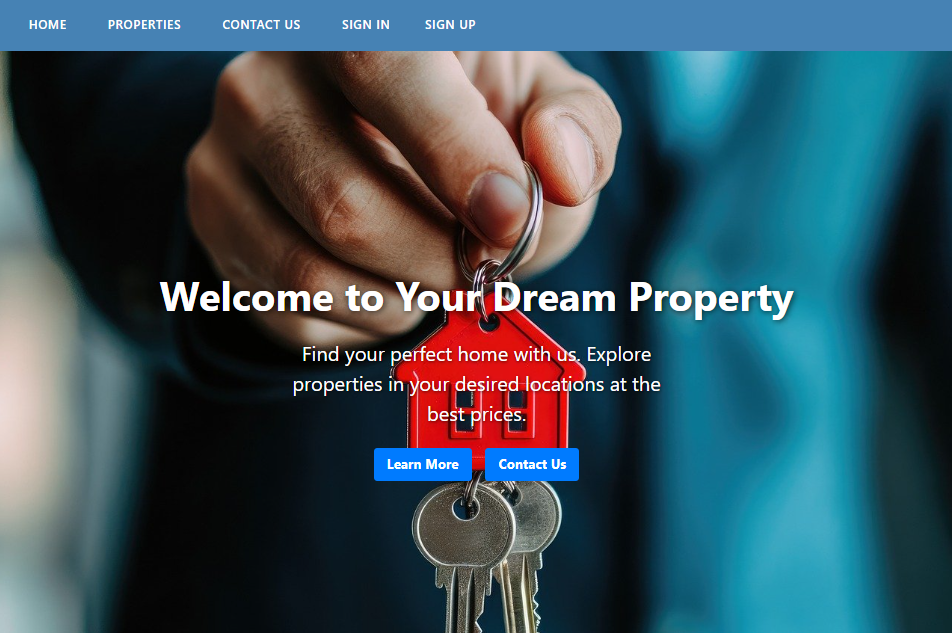 HOME PROPERTIES CONTACT US SIGN IN SIGN UP
Welcome to Your Dream Property
Find your perfect home with us. Explore
properties in your desired locations at the
best prices.
Learn More Contact Us